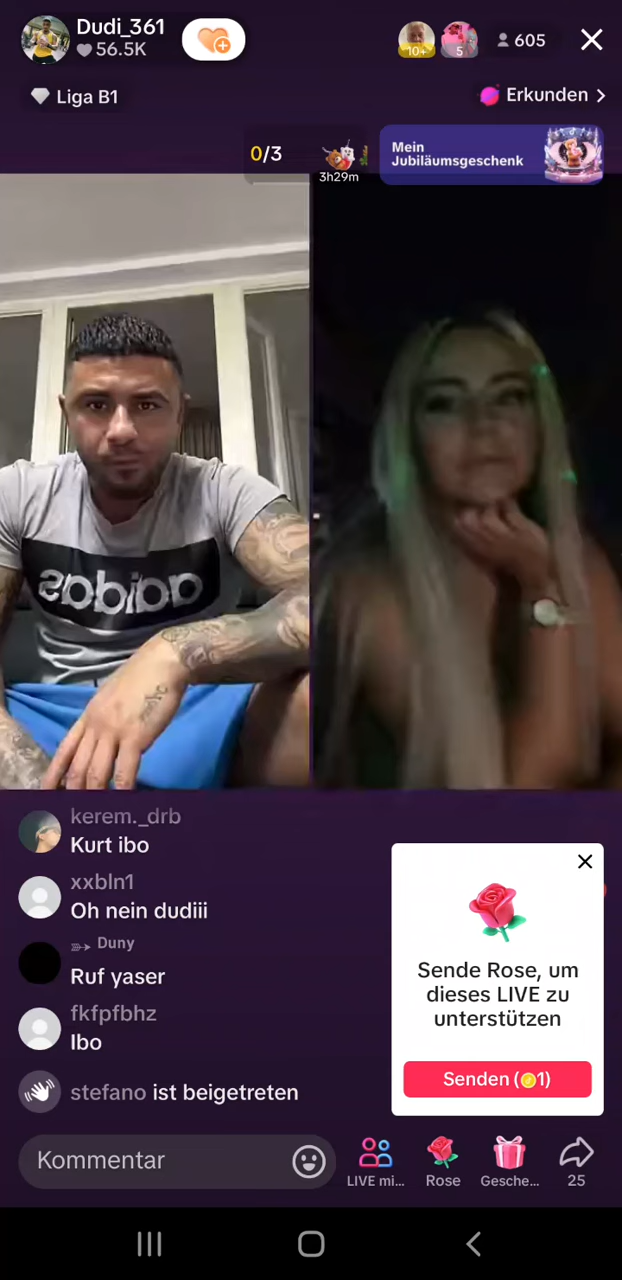 Dudi_361
56.5K
10+
5
605
Liga B1
Erkunden
0/3
3h29m
Mein
Jubiläumsgeschenk
adidas
kerem._drb
Kurt ibo
xxbln1
Oh nein dudiii
Duny
Ruf yaser
fkfpfbhz
Ibo
stefano ist beigetreten
Sende Rose, um
dieses LIVE zu
unterstützen
Senden (1)
Kommentar
LIVE mi...
Rose
Gesche...
25